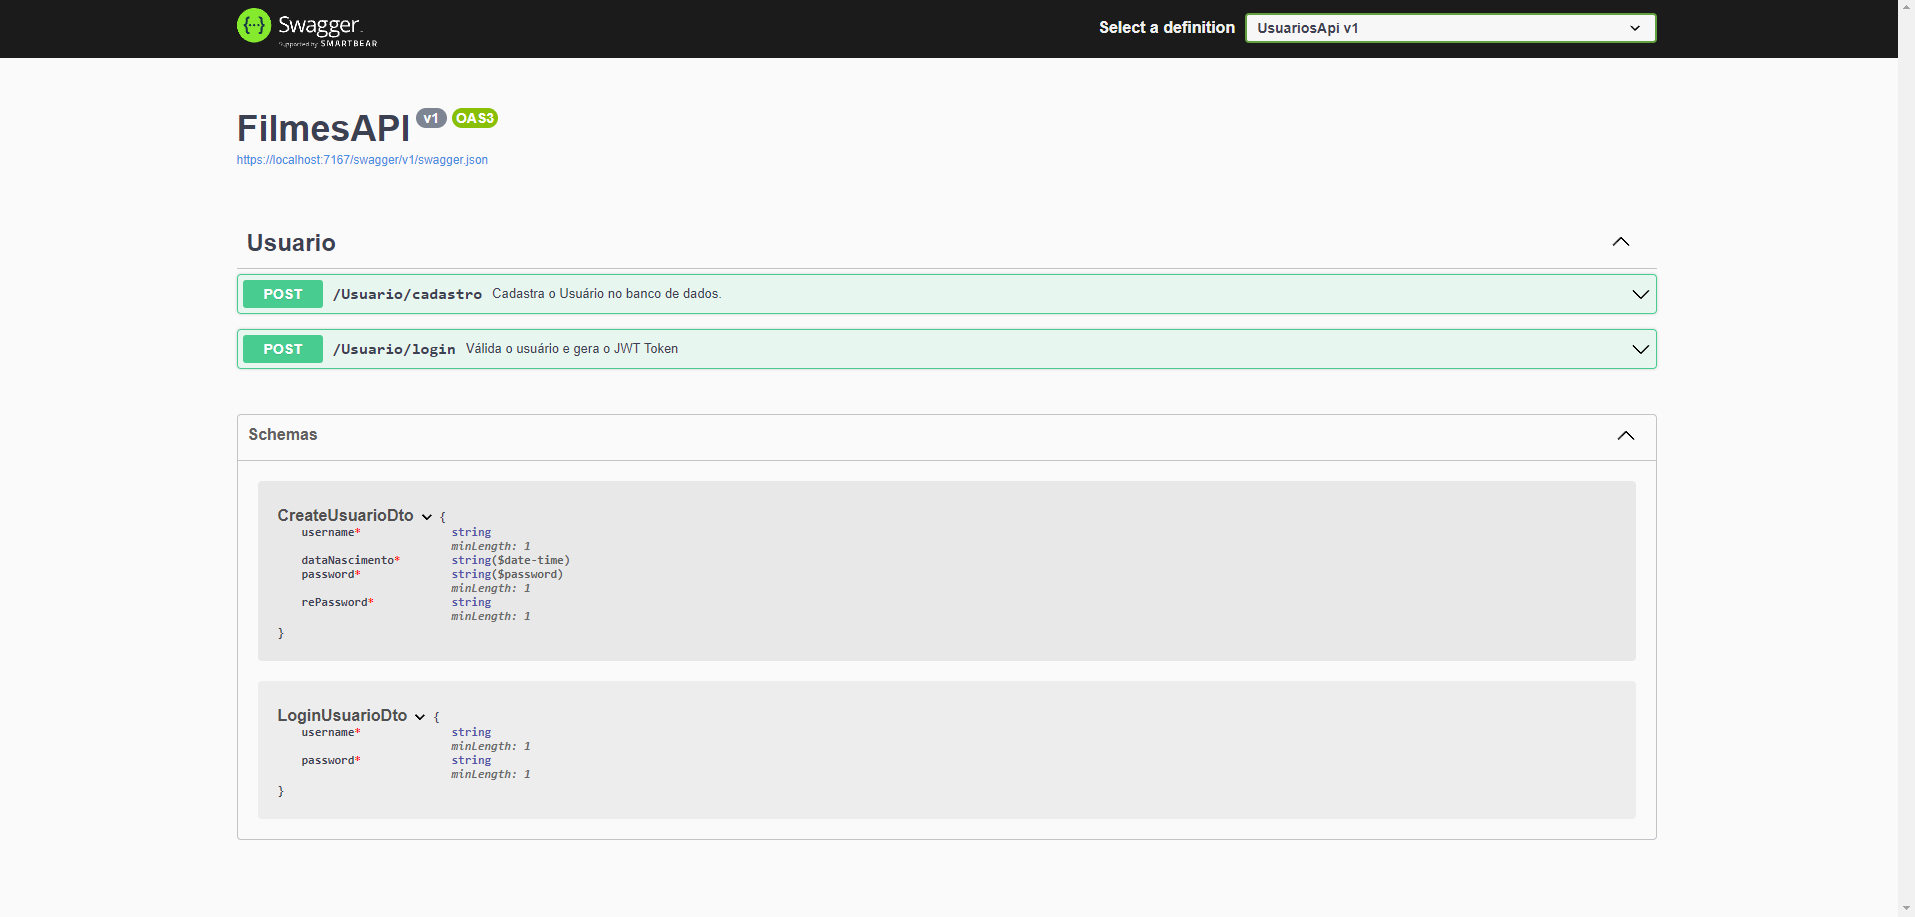 Swagger
Supported by SMARTBEAR
Select a definition
UsuariosApi v1
FilmesAPI v1 OAS3
https://localhost:7167/swagger/v1/swagger.json
Usuario
POST /Usuario/cadastro Cadastra o Usuário no banco de dados.
POST /Usuario/login Válida o usuário e gera o JWT Token
Schemas
CreateUsuarioDto {
username* string
minLength: 1
dataNascimento* string($date-time)
password* string($password)
minLength: 1
rePassword* string
minLength: 1
}
LoginUsuarioDto {
username* string
minLength: 1
password* string
minLength: 1
}